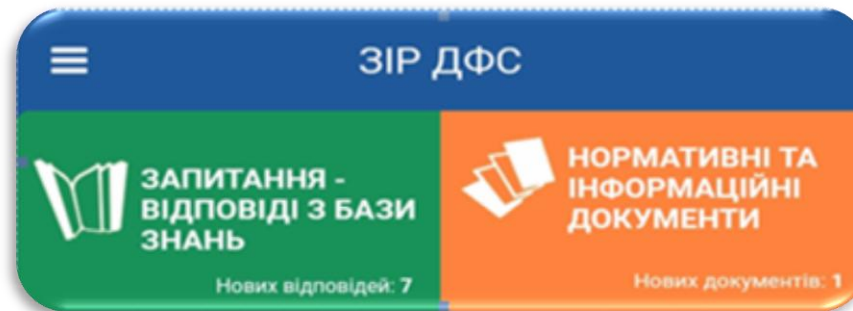 ЗІР ДФС
ЗАПИТАННЯ -
ВІДПОВІДІ З БАЗИ
ЗНАНЬ
Нових відповідей: 7
НОРМАТИВНІ ТА
ІНФОРМАЦІЙНІ
ДОКУМЕНТИ
Нових документів: 1